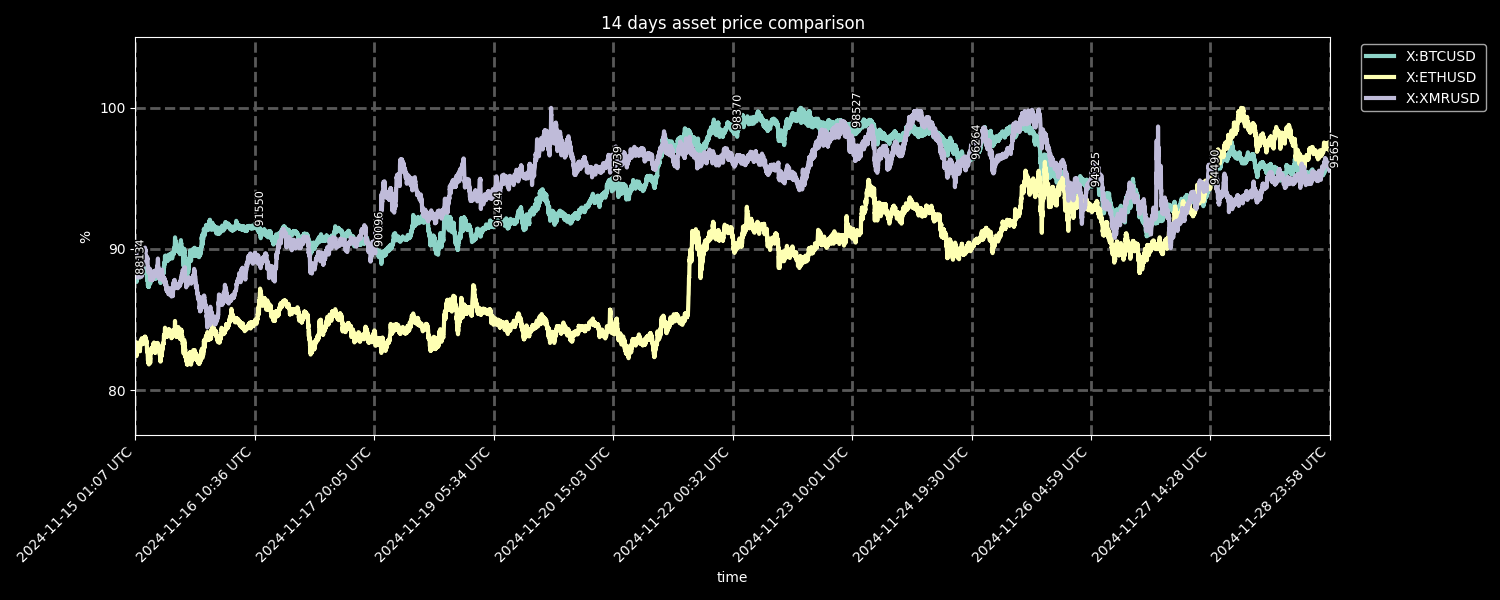 14 days asset price comparison
X:BTCUSD
X:ETHUSD
X:XMRUSD
100
90
80
%
88134
91550
90096
91494
94739
98370
98527
96264
94325
94490
95657
2024-11-15 01:07 UTC
2024-11-16 10:36 UTC
2024-11-17 20:05 UTC
2024-11-19 05:34 UTC
2024-11-20 15:03 UTC
2024-11-22 00:32 UTC
2024-11-23 10:01 UTC
2024-11-24 19:30 UTC
2024-11-26 04:59 UTC
2024-11-27 14:28 UTC
2024-11-28 23:58 UTC
time